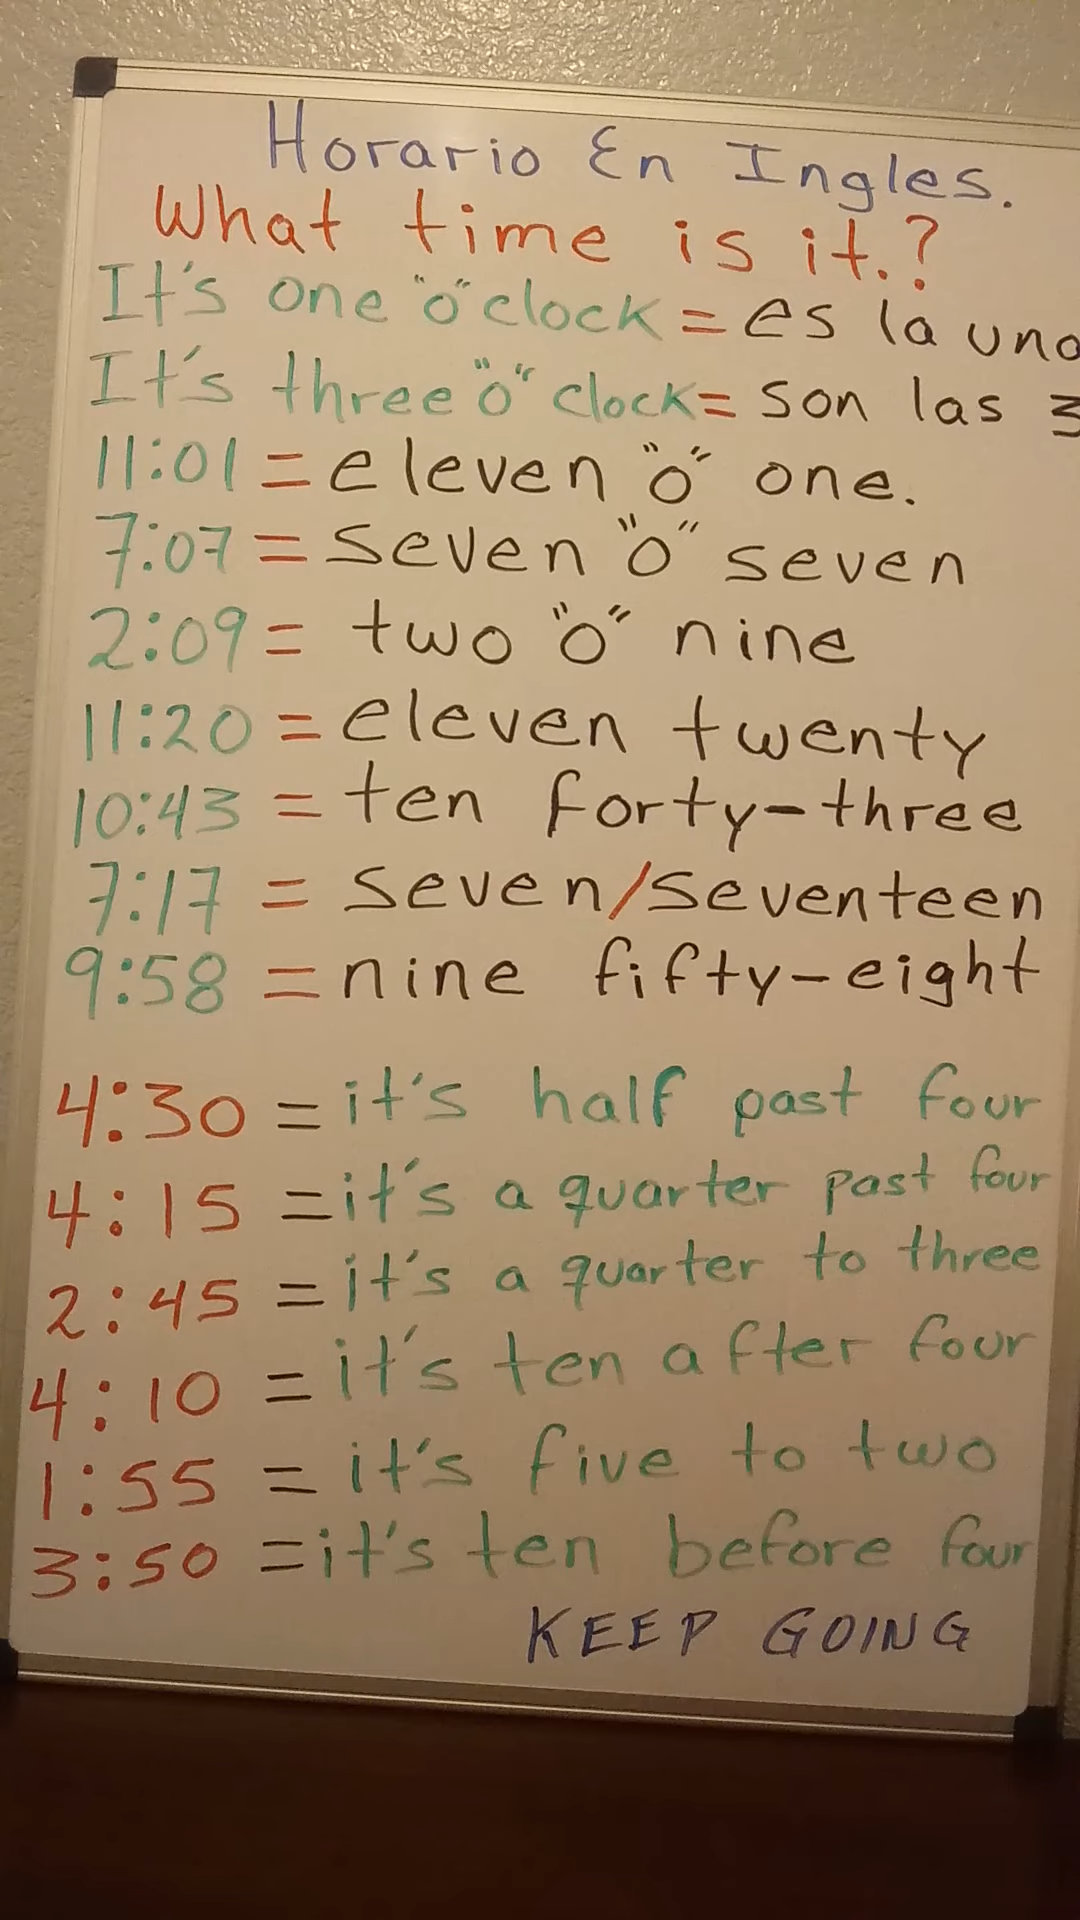 Horario En Ingles.
What time is it.?
It's one "o" clock = es la una
It's three "o" clock = son las 3
11:01 = eleven "o" one.
7:07 = seven "o" seven
2:09 = two "o" nine
11:20 = eleven twenty
10:43 = ten forty-three
7:17 = seven/seventeen
9:58 = nine fifty-eight
4:30 = it's half past four
4:15 = it's a quarter past four
2:45 = it's a quarter to three
4:10 = it's ten after four
1:55 = it's five to two
3:50 = it's ten before four
KEEP GOING